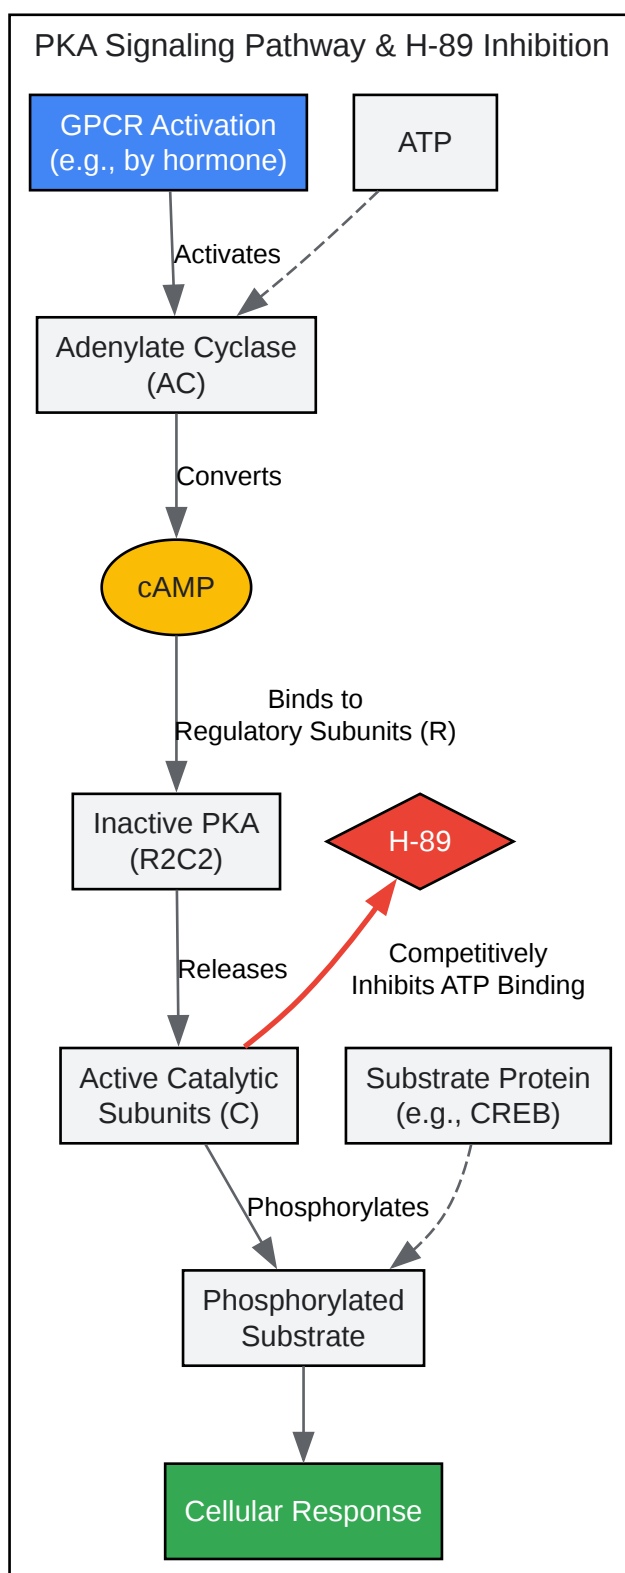 PKA Signaling Pathway & H-89 Inhibition
GPCR Activation
(e.g., by hormone)
ATP
Activates
Adenylate Cyclase
(AC)
Converts
cAMP
Binds to
Regulatory Subunits (R)
Inactive PKA
(R2C2)
H-89
Releases
Competitively
Inhibits ATP Binding
Active Catalytic
Subunits (C)
Substrate Protein
(e.g., CREB)
Phosphorylates
Phosphorylated
Substrate
Cellular Response